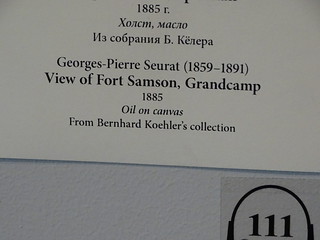 1885 г.
Холст, масло
Из собрания Б. Кёлера
Georges-Pierre Seurat (1859–1891)
View of Fort Samson, Grandcamp
1885
Oil on canvas
From Bernhard Koehler's collection
111